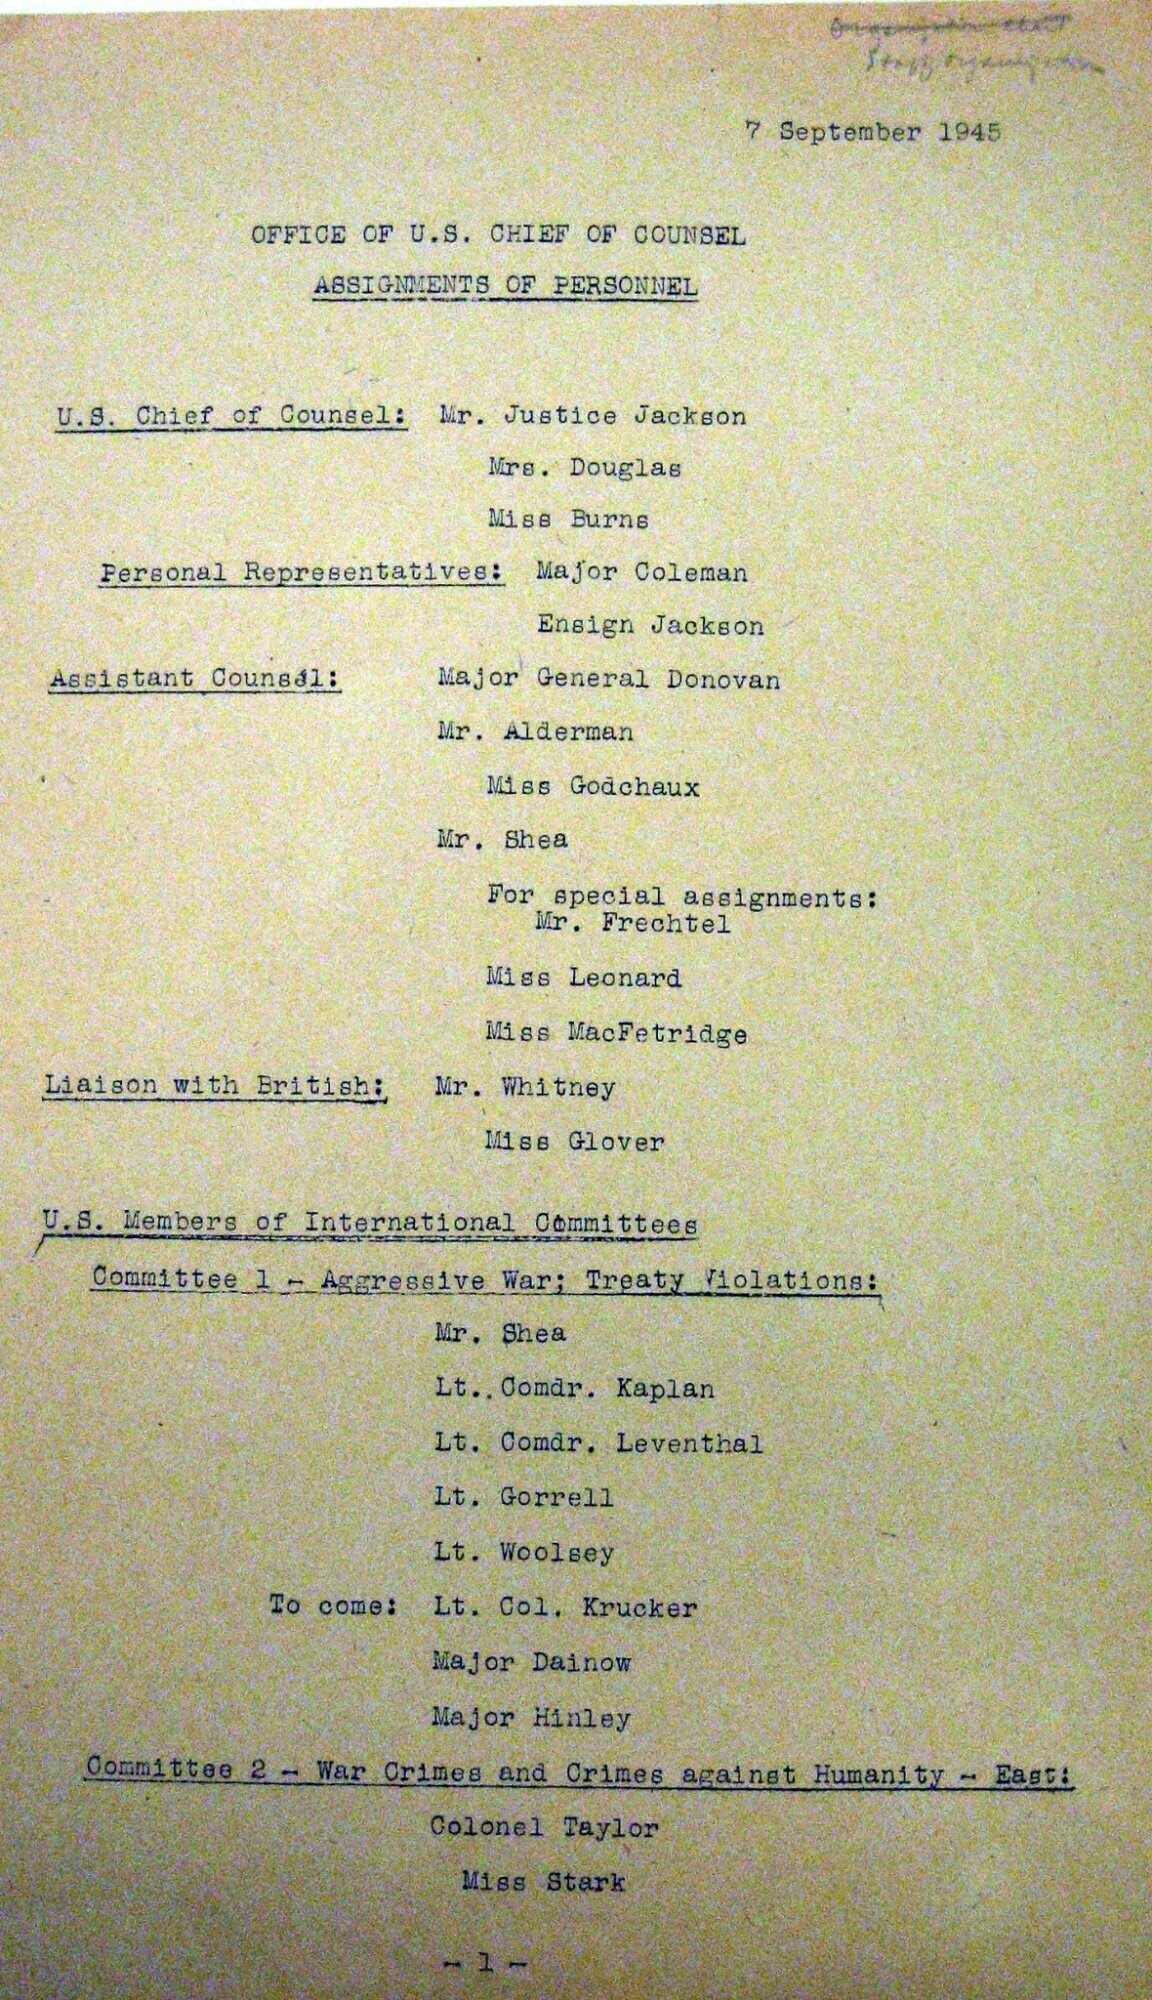 7 September 1945
OFFICE OF U.S. CHIEF OF COUNSEL
ASSIGNMENTS OF PERSONNEL
U.S. Chief of Counsel: Mr. Justice Jackson
Mrs. Douglas
Miss Burns
Personal Representatives: Major Coleman
Ensign Jackson
Assistant Counsel: Major General Donovan
Mr. Alderman
Miss Godchaux
Mr. Shea
For special assignments:
Mr. Frechtel
Miss Leonard
Miss MacFetridge
Liaison with British: Mr. Whitney
Miss Glover
U.S. Members of International Committees
Committee 1 - Aggressive War; Treaty Violations:
Mr. Shea
Lt.. Comdr. Kaplan
Lt. Comdr. Leventhal
Lt. Gorrell
Lt. Woolsey
To come: Lt. Col. Krucker
Major Dainow
Major Hinley
Committee 2 - War Crimes and Crimes against Humanity - East:
Colonel Taylor
Miss Stark
- 1 -